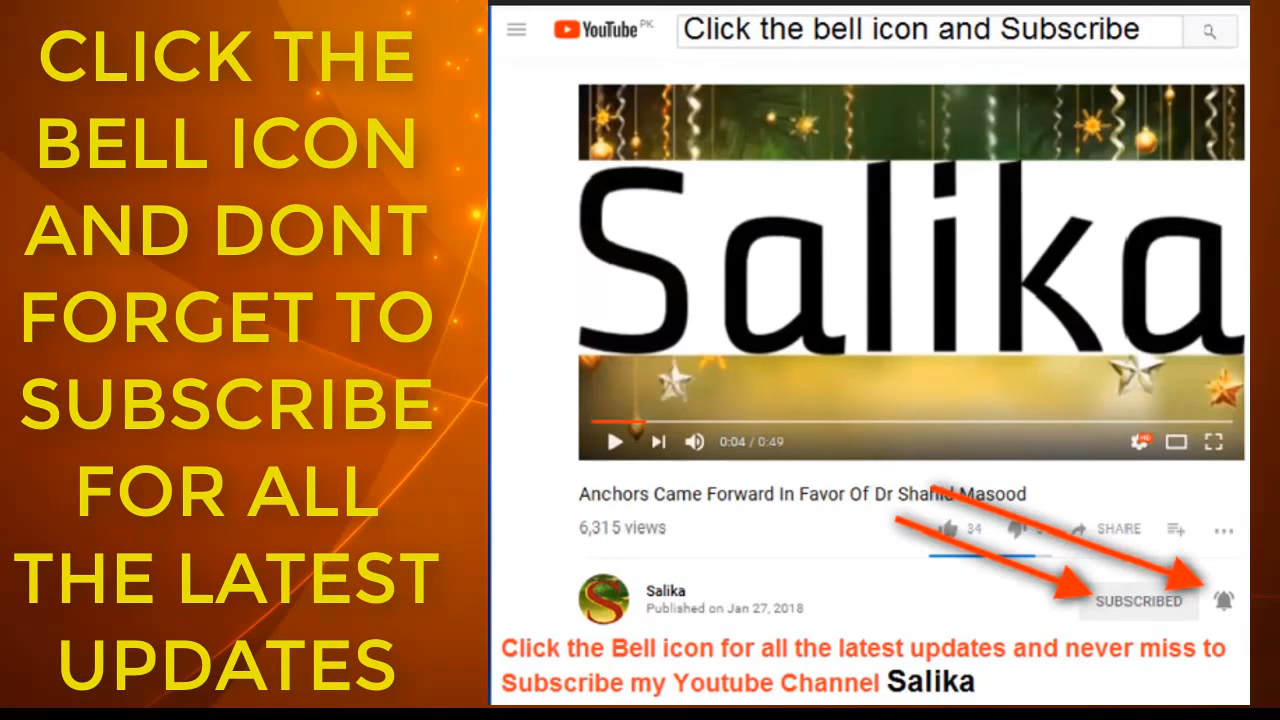 CLICK THE
BELL ICON
AND DONT
FORGET TO
SUBSCRIBE
FOR ALL
THE LATEST
UPDATES
YouTube PK
Click the bell icon and Subscribe
Salika
0:04 / 0:49
HD
Anchors Came Forward In Favor Of Dr Shahid Masood
6,315 views
34
SHARE
Salika
Published on Jan 27, 2018
SUBSCRIBED
Click the Bell icon for all the latest updates and never miss to
Subscribe my Youtube Channel Salika